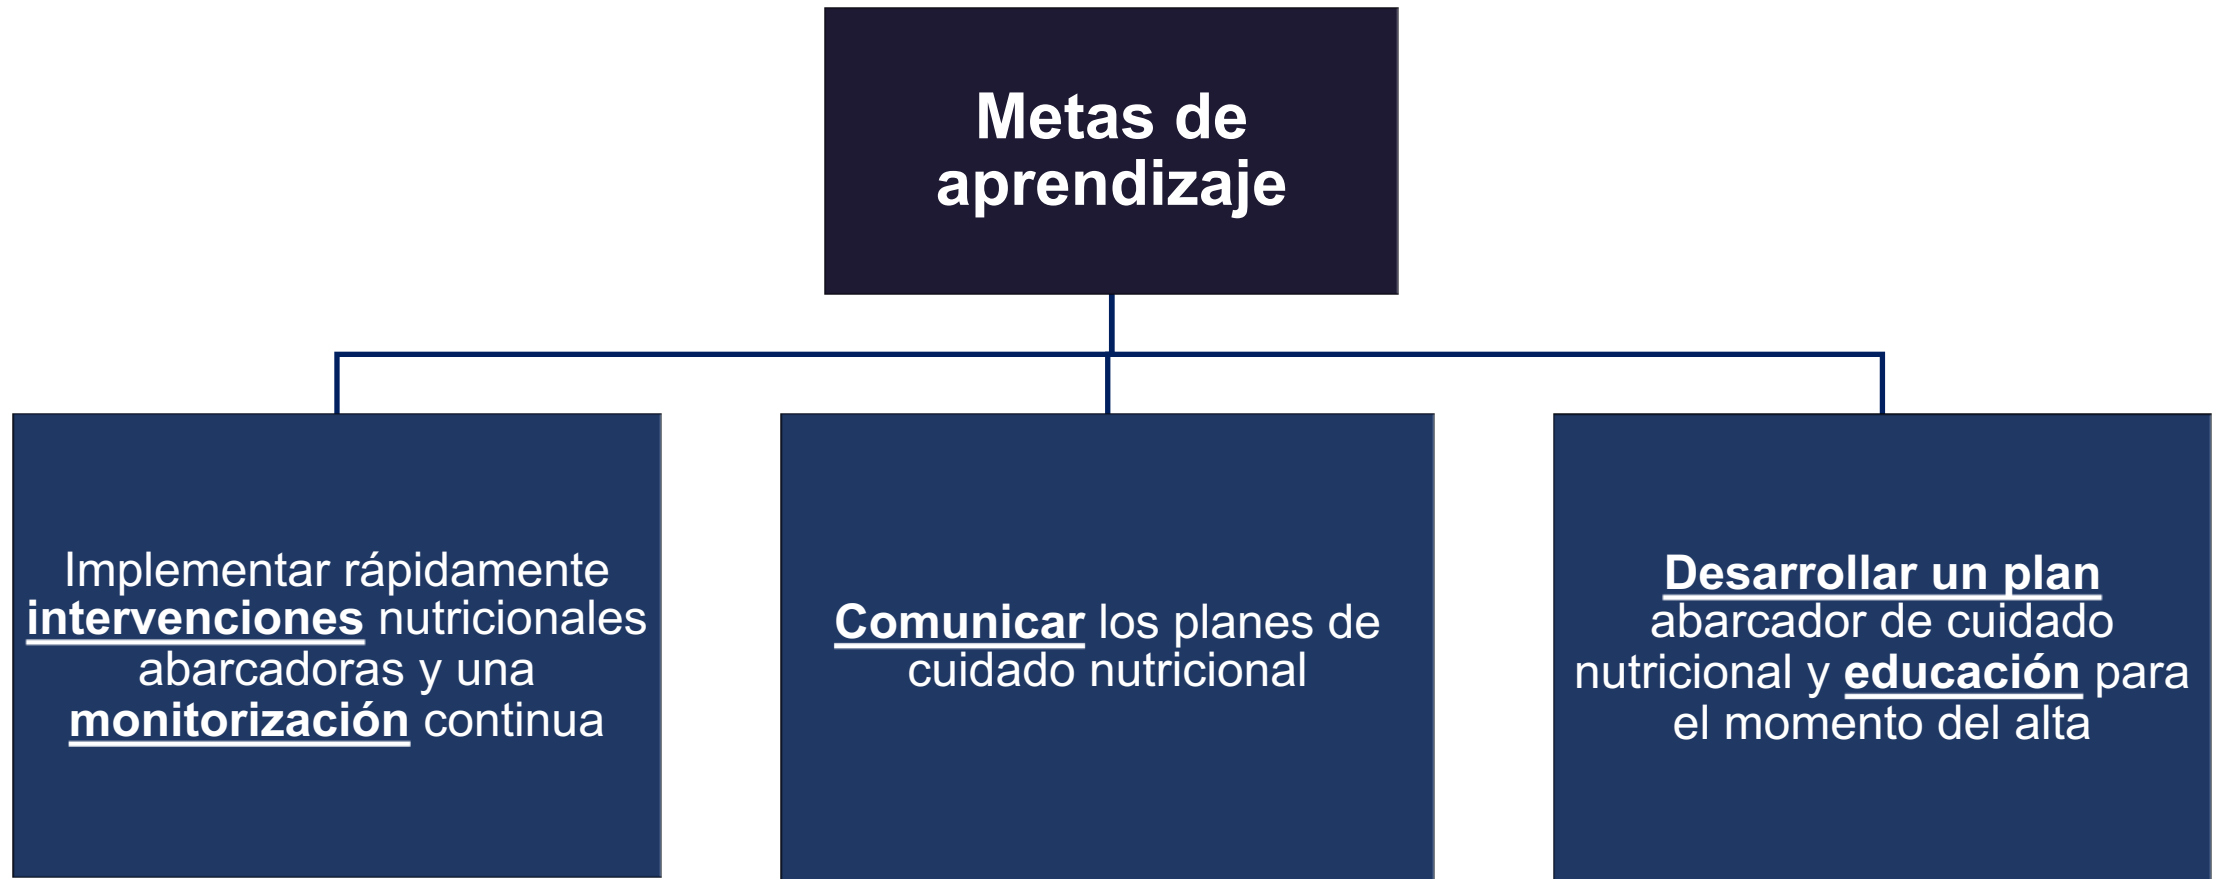 Metas de
aprendizaje
Implementar rápidamente
intervenciones nutricionales
abarcadoras y una
monitorización continua
Comunicar los planes de
cuidado nutricional
Desarrollar un plan
abarcador de cuidado
nutricional y educación para
el momento del alta